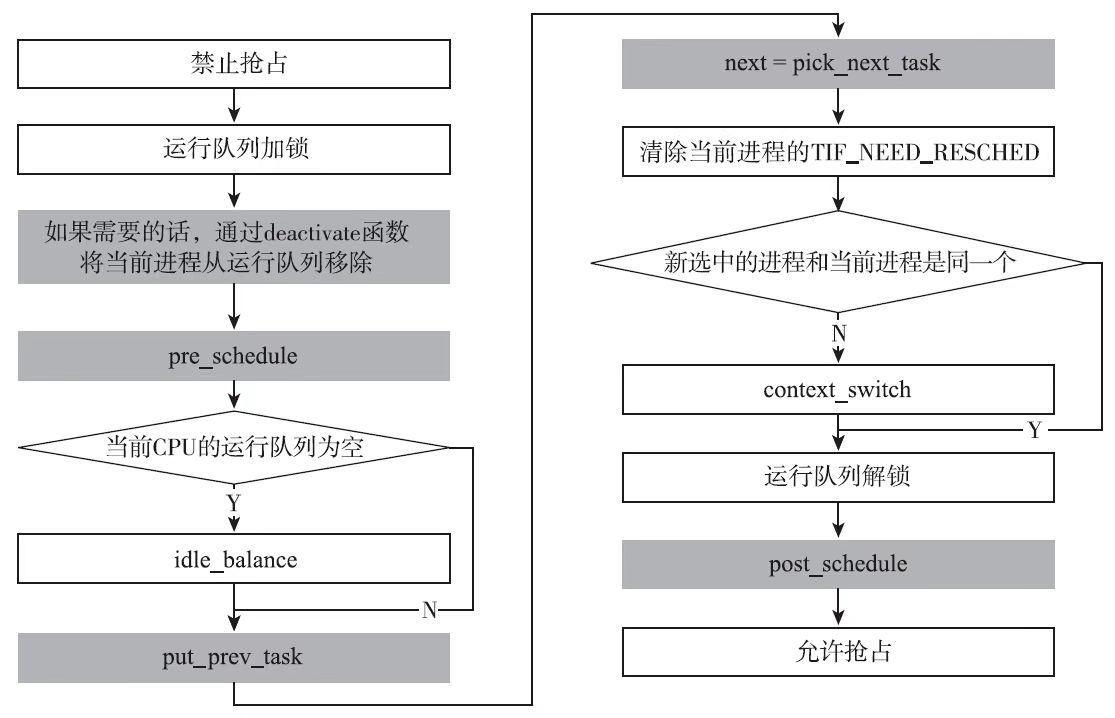 禁止抢占
运行队列加锁
如果需要的话，通过deactivate函数
将当前进程从运行队列移除
pre_schedule
当前CPU的运行队列为空
Y
idle_balance
N
put_prev_task
next = pick_next_task
清除当前进程的TIF_NEED_RESCHED
新选中的进程和当前进程是同一个
N
context_switch
Y
运行队列解锁
post_schedule
允许抢占